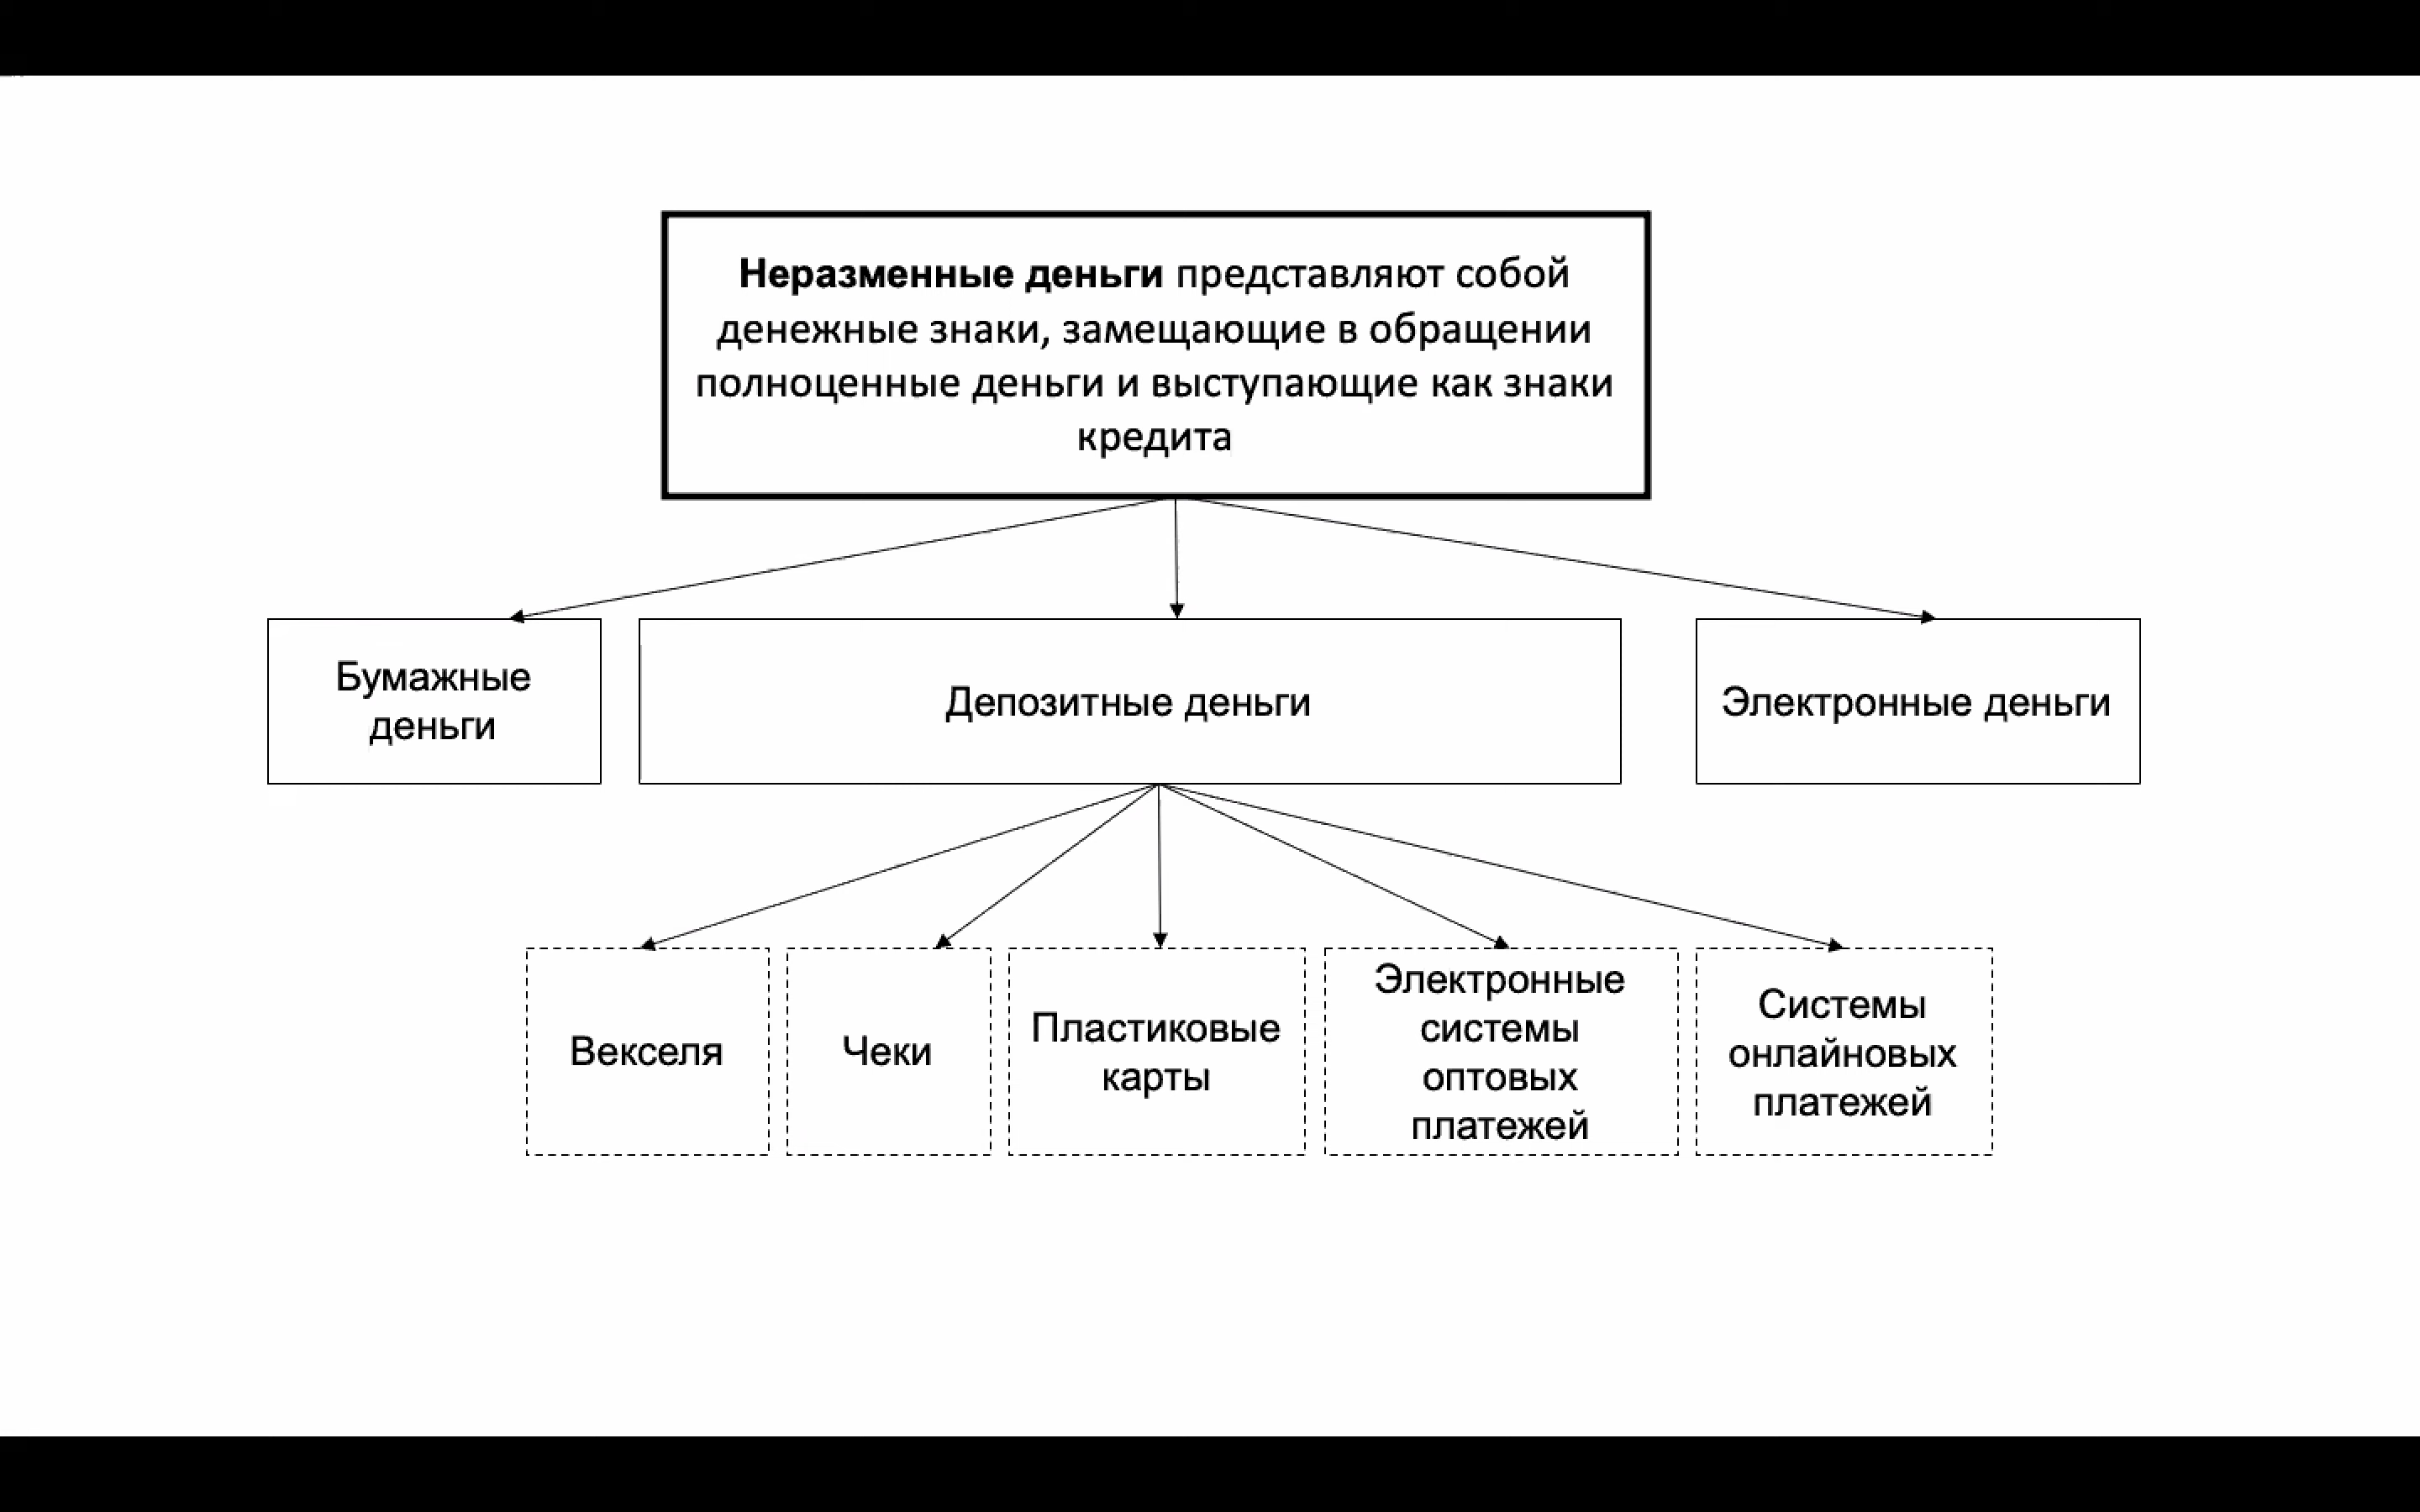 Неразменные деньги представляют собой
денежные знаки, замещающие в обращении
полноценные деньги и выступающие как знаки
кредита
Бумажные
деньги
Депозитные деньги
Электронные деньги
Векселя
Чеки
Пластиковые
карты
Электронные
системы
оптовых
платежей
Системы
онлайновых
платежей